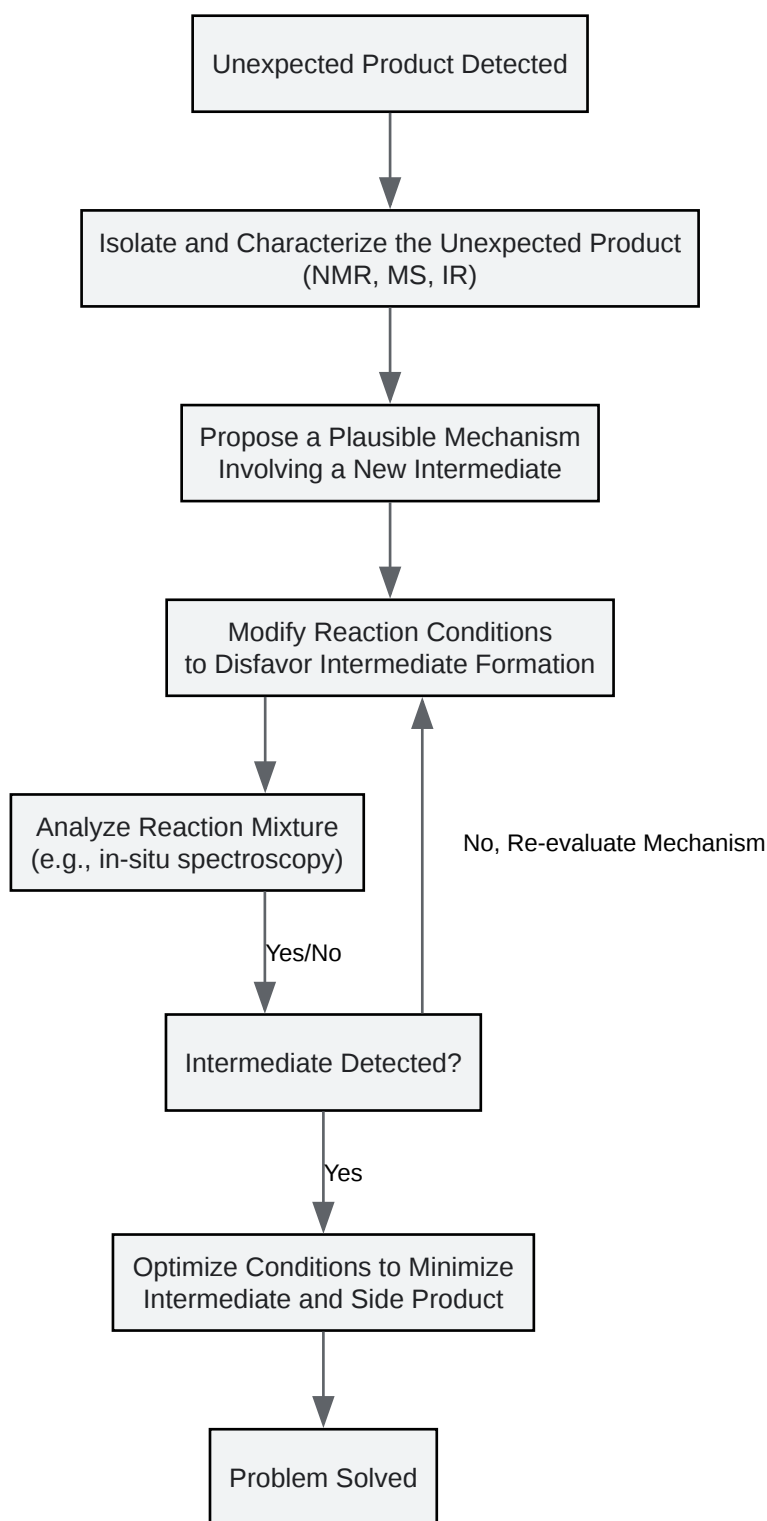 Unexpected Product Detected
Isolate and Characterize the Unexpected Product
(NMR, MS, IR)
Propose a Plausible Mechanism
Involving a New Intermediate
Modify Reaction Conditions
to Disfavor Intermediate Formation
Analyze Reaction Mixture
(e.g., in-situ spectroscopy)
No, Re-evaluate Mechanism
Yes/No
Intermediate Detected?
Yes
Optimize Conditions to Minimize
Intermediate and Side Product
Problem Solved